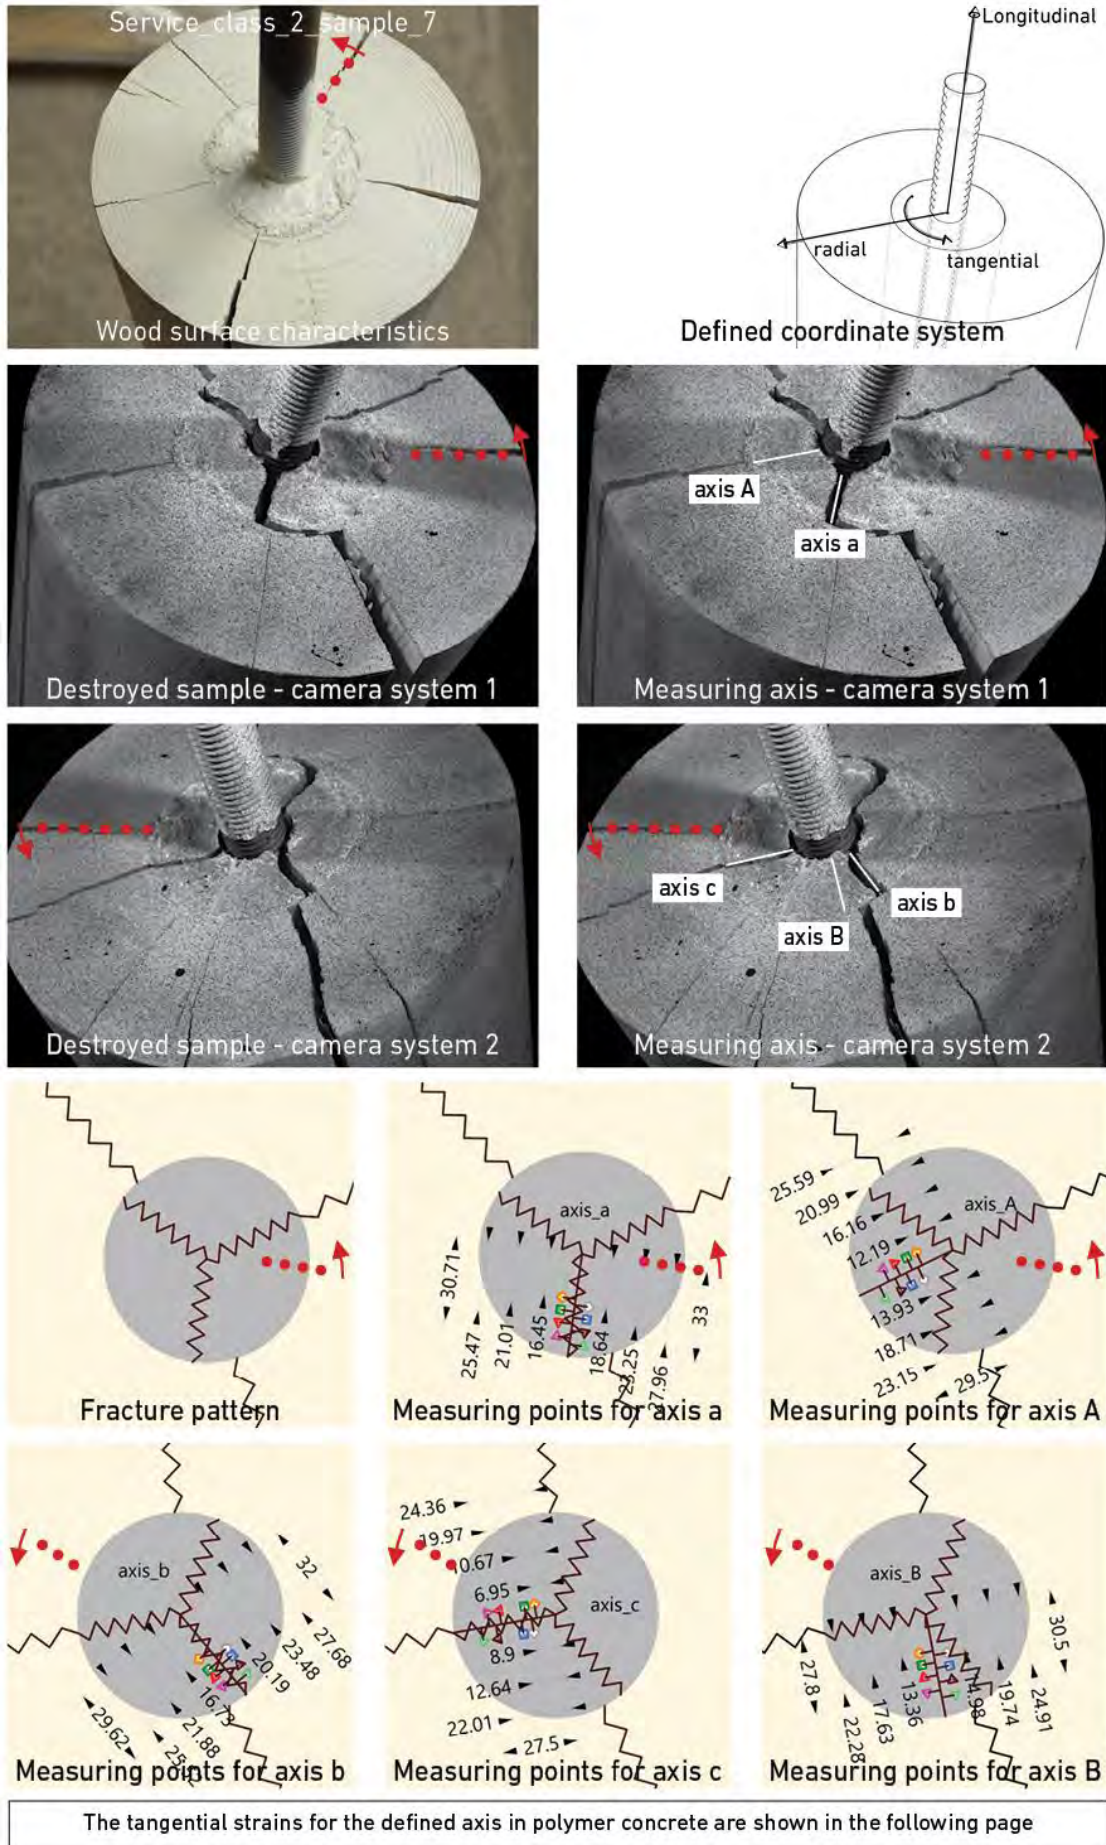 Service_class_2_sample_7
Longitudinal
radial
tangential
Wood surface characteristics
Defined coordinate system
axis A
axis a
Destroyed sample - camera system 1
Measuring axis - camera system 1
axis c
axis b
axis B
Destroyed sample - camera system 2
Measuring axis - camera system 2
Fracture pattern
axis_a
30.71
25.47
21.01
16.45
18.64
23.25
27.96
33
Measuring points for axis a
axis_A
25.59
20.99
16.16
12.19
13.93
18.71
23.15
29.5
Measuring points for axis A
axis_b
32
27.68
23.48
20.19
16.73
21.88
29.62
Measuring points for axis b
24.36
19.97
10.67
6.95
axis_c
8.9
12.64
22.01
27.5
Measuring points for axis c
axis_B
27.8
22.28
17.63
13.36
14.98
19.74
24.91
30.5
Measuring points for axis B
The tangential strains for the defined axis in polymer concrete are shown in the following page